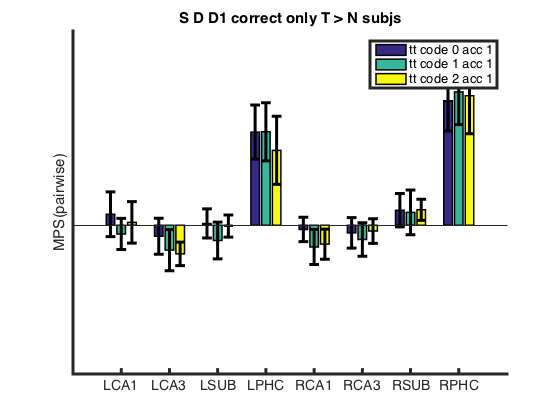 S D D1 correct only T > N subjs
tt code 0 acc 1
tt code 1 acc 1
tt code 2 acc 1
MPS(pairwise)
LCA1 LCA3 LSUB LPHC RCA1 RCA3 RSUB RPHC